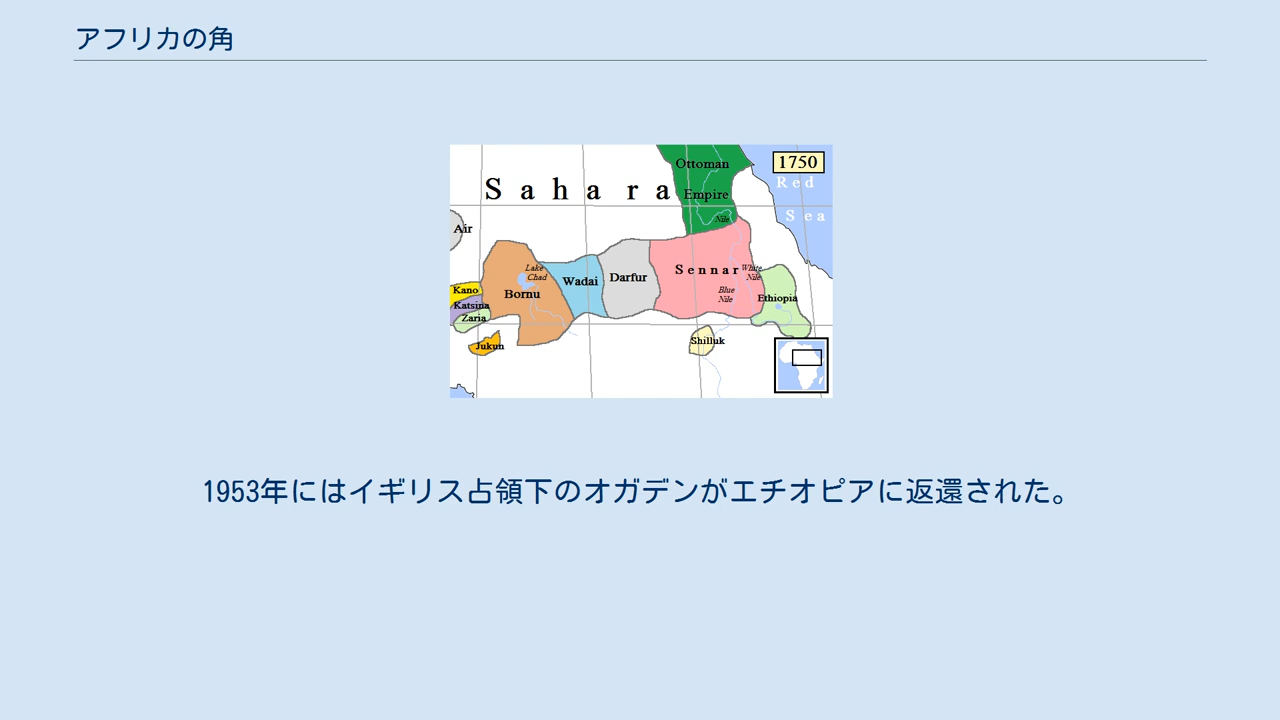 アフリカの角
1750
Ottoman
Empire
Red
Sea
Sahara
Nile
Air
Lake
Chad
Bornu
Wadai
Darfur
Sennar
White
Nile
Blue
Nile
Ethiopia
Kano
Katsina
Zaria
Jukun
Shilluk
1953年にはイギリス占領下のオガデンがエチオピアに返還された。